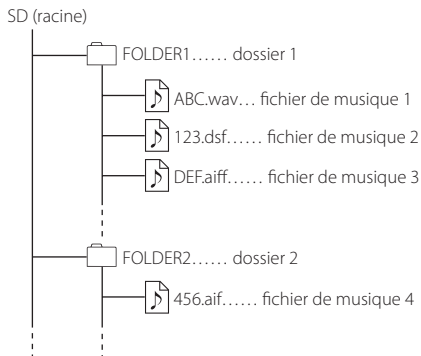 SD (racine)
FOLDER1...... dossier 1
ABC.wav... fichier de musique 1
123.dsf...... fichier de musique 2
DEF.aiff...... fichier de musique 3
FOLDER2...... dossier 2
456.aif...... fichier de musique 4